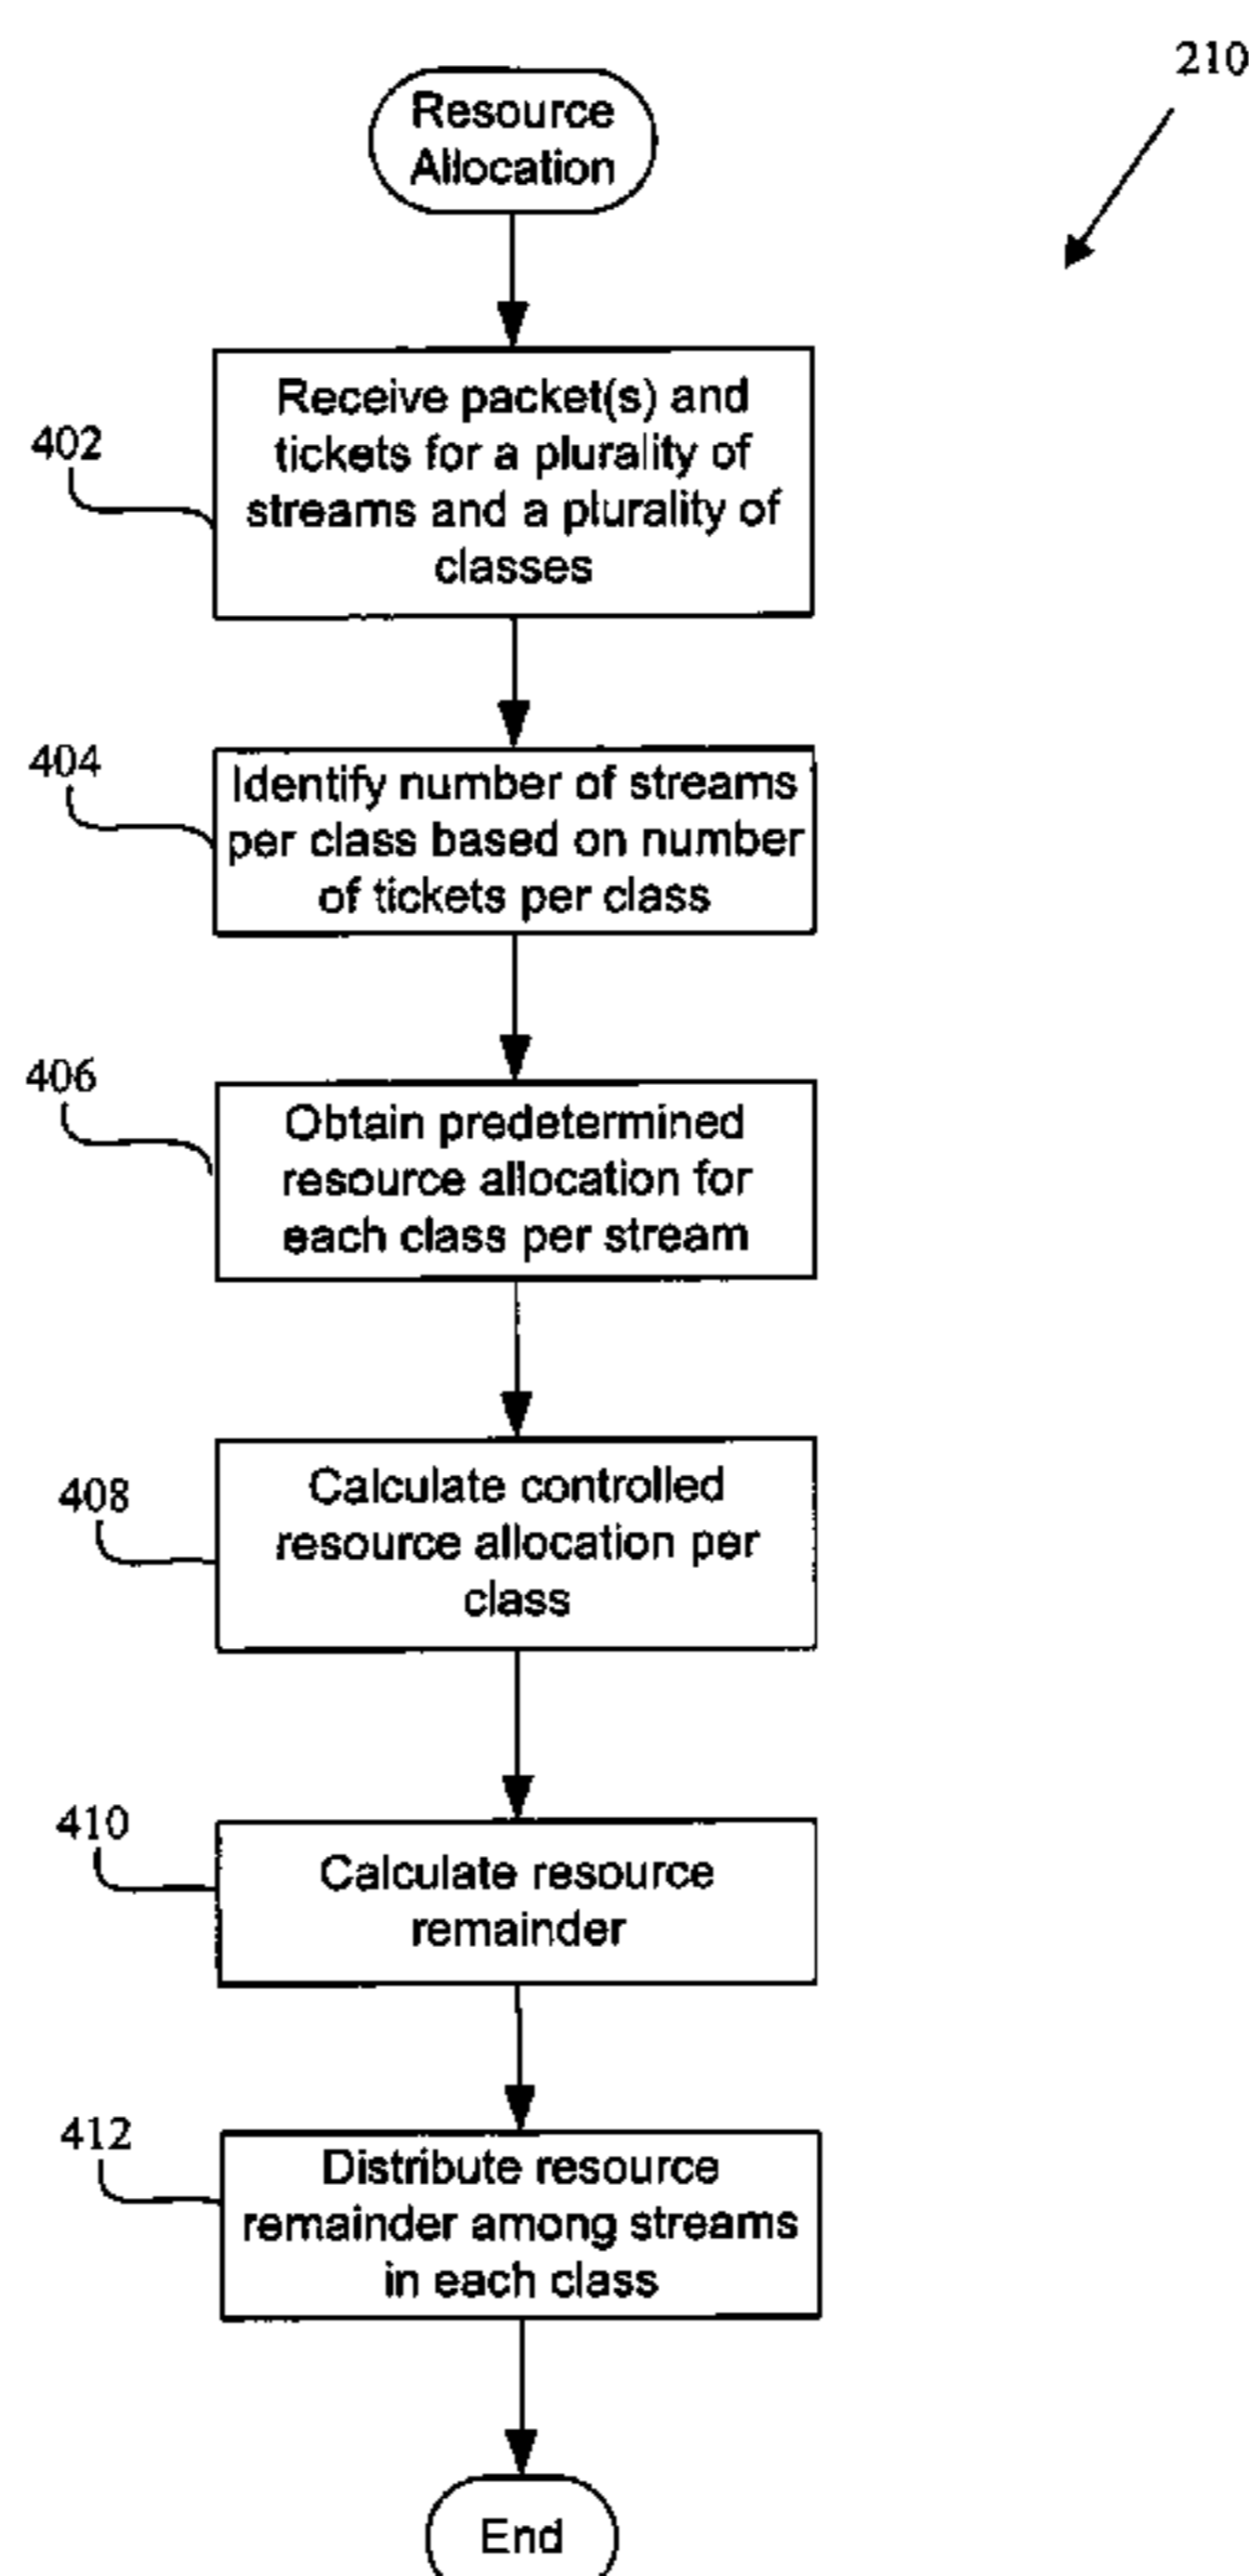 210
Resource
Allocation
402
Receive packet(s) and
tickets for a plurality of
streams and a plurality of
classes
404
Identify number of streams
per class based on number
of tickets per class
406
Obtain predetermined
resource allocation for
each class per stream
408
Calculate controlled
resource allocation per
class
410
Calculate resource
remainder
412
Distribute resource
remainder among streams
in each class
End